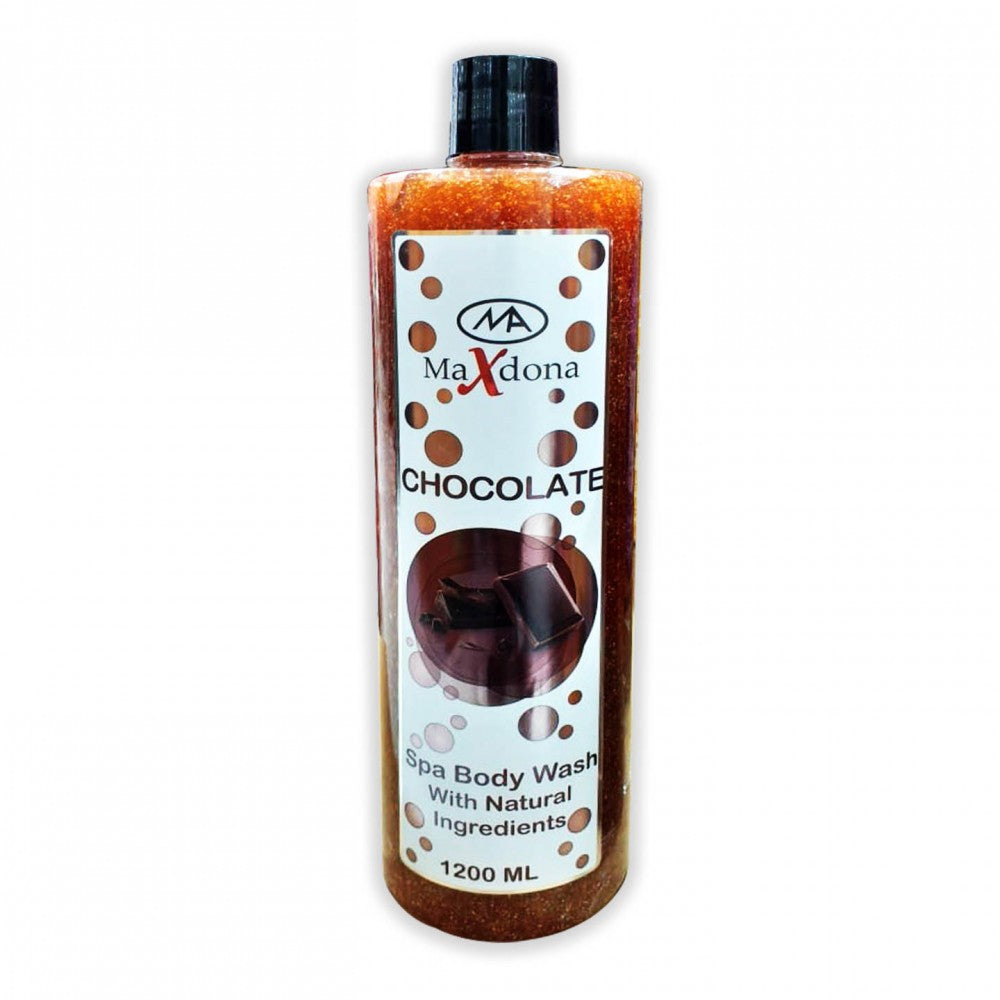 MA
MaXdona
CHOCOLATE
Spa Body Wash
With Natural
Ingredients
1200 ML